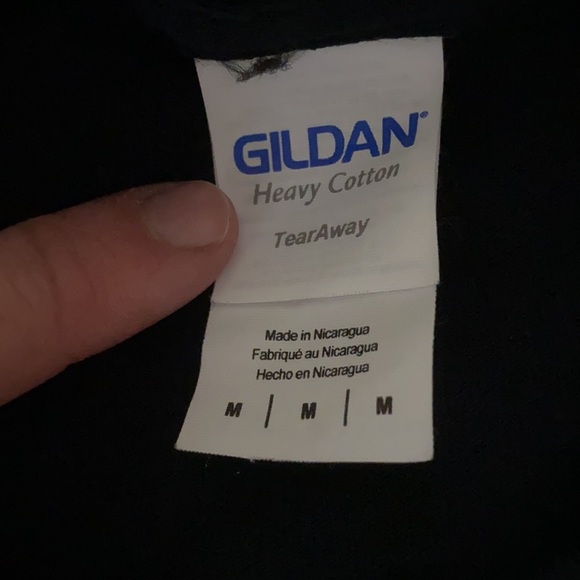 GILDAN®
Heavy Cotton
TearAway
Made in Nicaragua
Fabriqué au Nicaragua
Hecho en Nicaragua
M | M | M